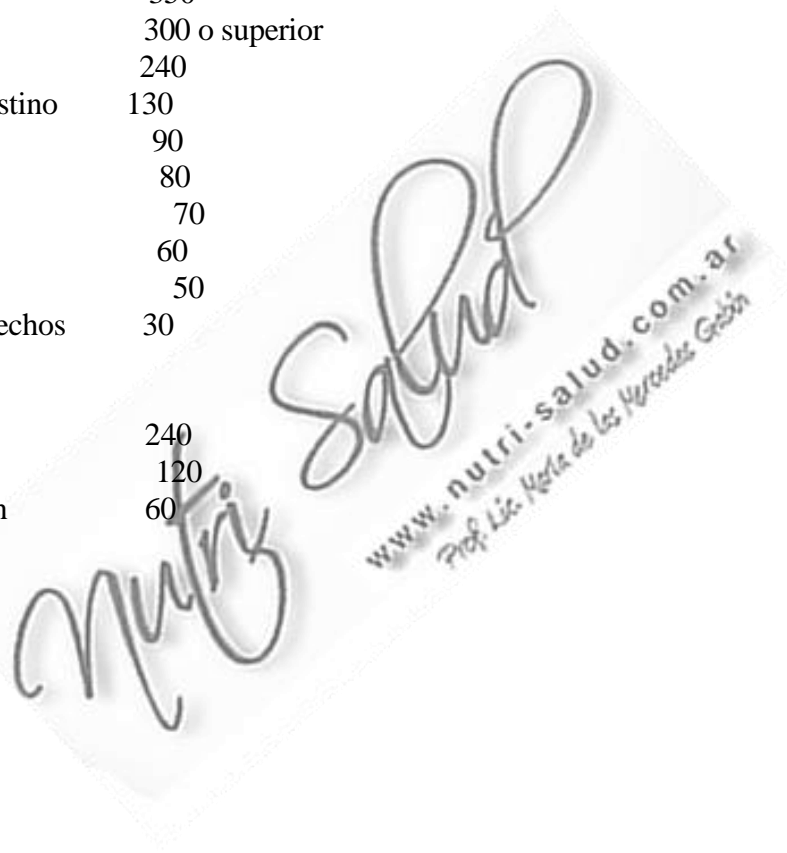 300 o superior
240
stino 130
90
80
70
60
50
echos 30
240
120
n 60
Nutri Salud
www.nutri-salud.com.ar
Prof. Lic. María de las Mercedes Gobín